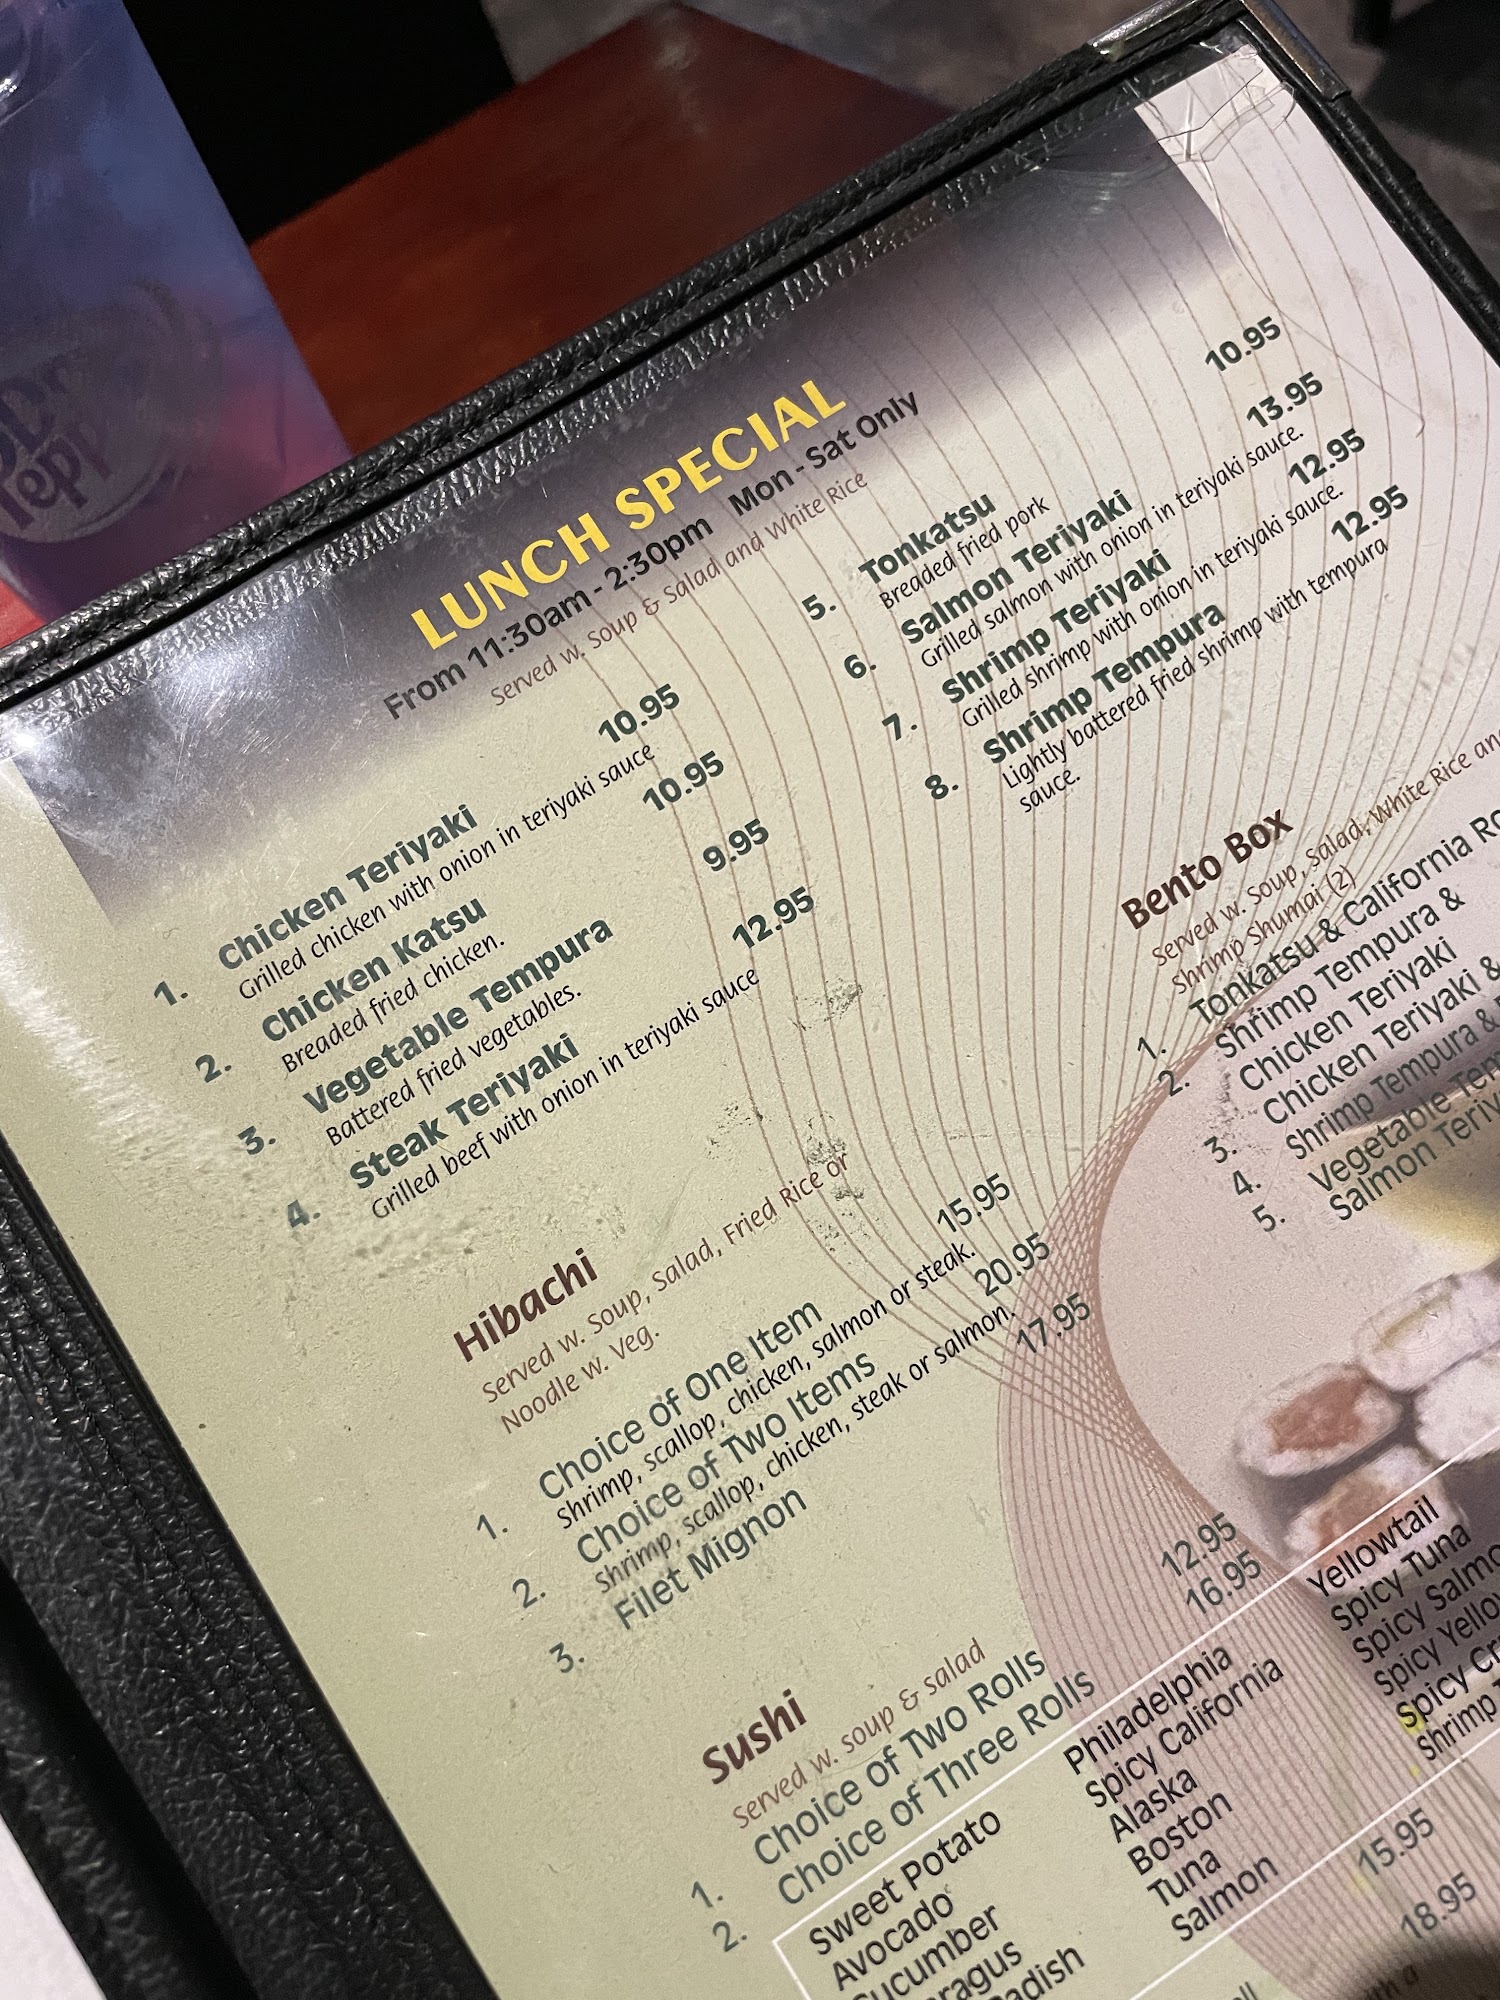 LUNCH SPECIAL
From 11:30am - 2:30pm Mon - Sat Only
Served w. Soup & Salad and White Rice
1. Chicken Teriyaki 10.95
Grilled chicken with onion in teriyaki sauce
2. Chicken Katsu 10.95
Breaded fried chicken.
3. Vegetable Tempura 9.95
Battered fried vegetables.
4. Steak Teriyaki 12.95
Grilled beef with onion in teriyaki sauce
5. Tonkatsu 10.95
Breaded fried pork
6. Salmon Teriyaki 13.95
Grilled salmon with onion in teriyaki sauce.
7. Shrimp Teriyaki 12.95
Grilled shrimp with onion in teriyaki sauce.
8. Shrimp Tempura 12.95
Lightly battered fried shrimp with tempura
sauce.
Hibachi
Served w. Soup, Salad, Fried Rice or
Noodle w. Veg.
1. Choice of One Item 15.95
Shrimp, scallop, chicken, salmon or steak.
2. Choice of Two Items 20.95
Shrimp, scallop, chicken, steak or salmon.
3. Filet Mignon 17.95
Bento Box
Served w. Soup, Salad, White Rice
Shrimp Shumai (2)
1. Tonkatsu & California
2. Shrimp Tempura &
Chicken Teriyaki
3. Chicken Teriyaki &
4. Shrimp Tempura &
5. Vegetable
Salmon
Sushi
Served w. soup & salad
1. Choice of Two Rolls 12.95
2. Choice of Three Rolls 16.95
Sweet Potato
Avocado
Cucumber
Philadelphia
Spicy California
Alaska
Boston
Tuna
Salmon
Yellowtail
Spicy Tuna
Spicy
Spicy
Spicy
Shrimp
15.95
18.95